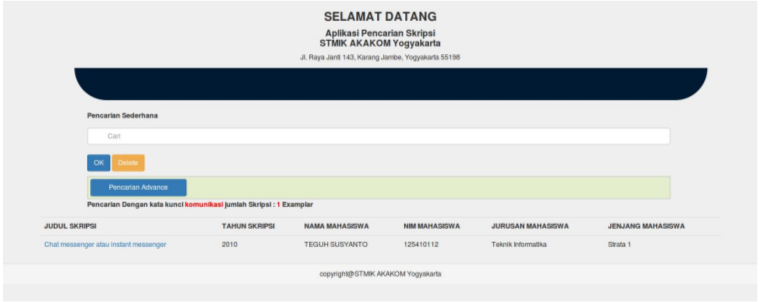 SELAMAT DATANG
Aplikasi Pencarian Skripsi
STMIK AKAKOM Yogyakarta
Jl. Raya Janti 143, Karang Jambe, Yogyakarta 55198
Pencarian Sederhana
Cari
OK Delete
Pencarian Advance
Pencarian Dengan kata kunci komunikasi jumlah Skripsi : 1 Examplar
JUDUL SKRIPSI TAHUN SKRIPSI NAMA MAHASISWA NIM MAHASISWA JURUSAN MAHASISWA JENJANG MAHASISWA
Chat messenger atau instant messenger 2010 TEGUH SUSYANTO 125410112 Teknik Informatika Strata 1
copyright@STMIK AKAKOM Yogyakarta